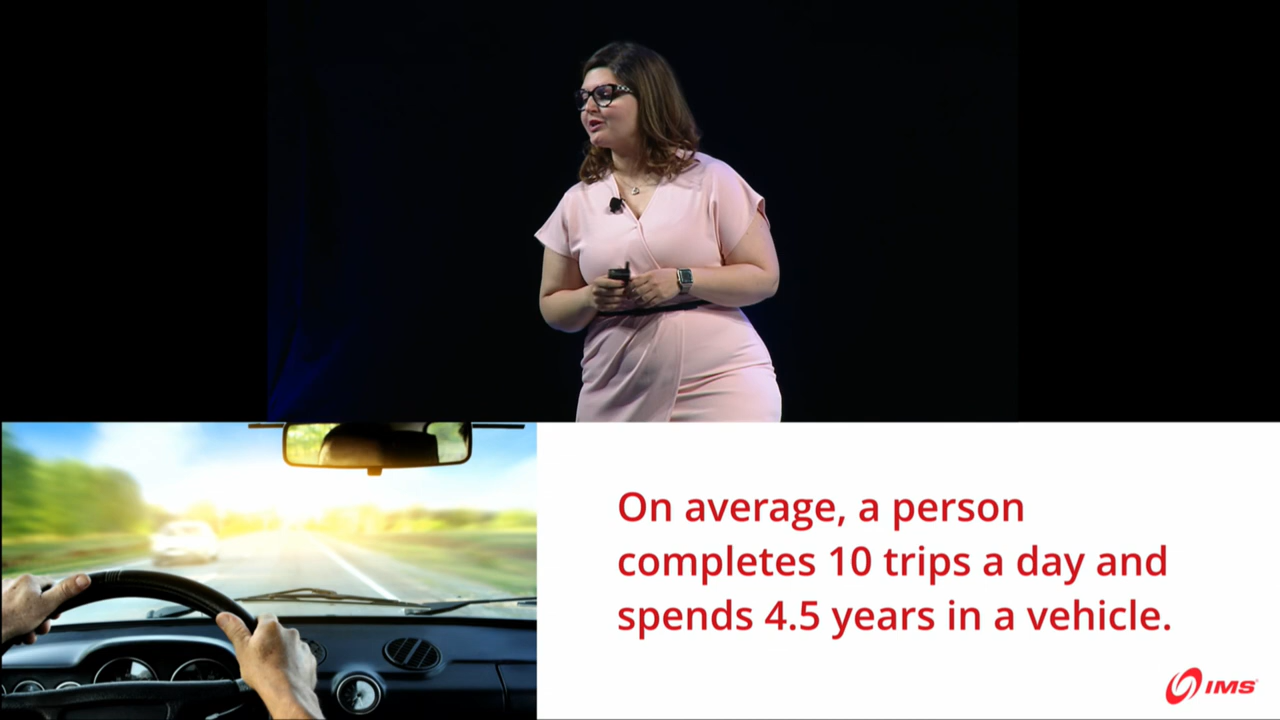 On average, a person
completes 10 trips a day and
spends 4.5 years in a vehicle.
IMS